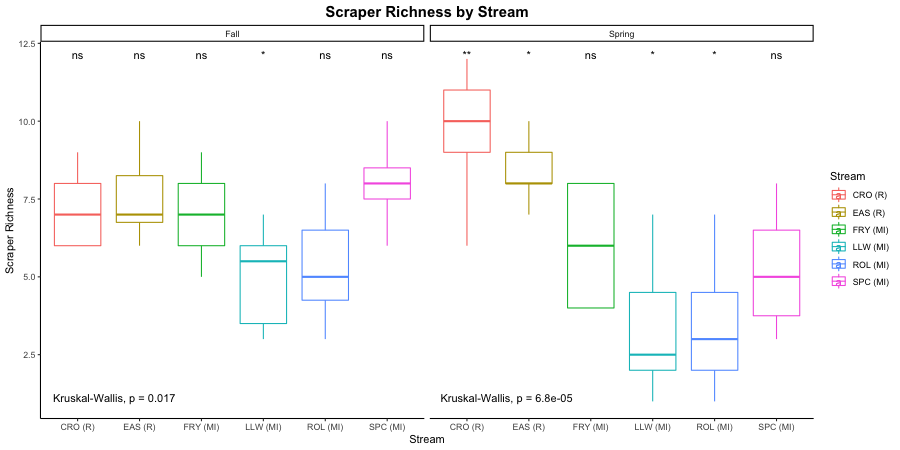 Scraper Richness by Stream
Fall
Spring
12.5
10.0
7.5
5.0
2.5
Scraper Richness
ns ns ns * ns ns
** * ns * * ns
Kruskal-Wallis, p = 0.017
Kruskal-Wallis, p = 6.8e-05
CRO (R) EAS (R) FRY (MI) LLW (MI) ROL (MI) SPC (MI)
CRO (R) EAS (R) FRY (MI) LLW (MI) ROL (MI) SPC (MI)
Stream
Stream
a CRO (R)
a EAS (R)
a FRY (MI)
a LLW (MI)
a ROL (MI)
a SPC (MI)